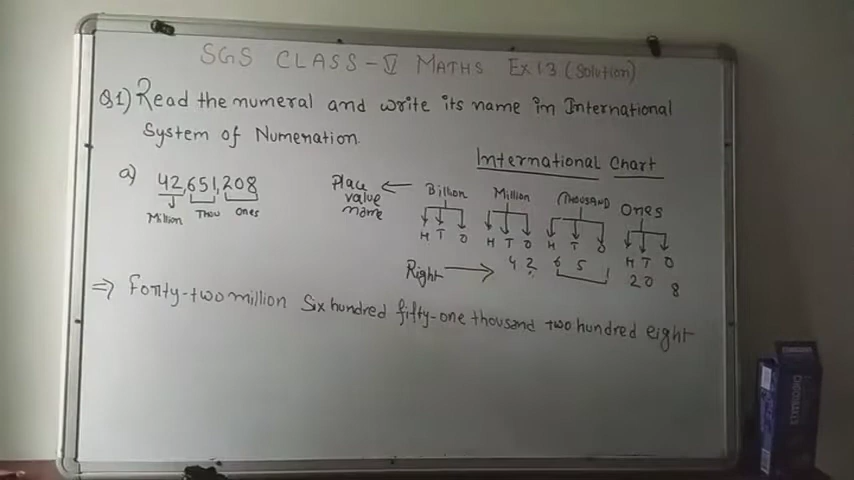 SGS CLASS-V MATHS Ex 1.3 (Solution)
Q1) Read the numeral and write its name in International
System of Numeration.
International Chart
a) 42,651,208
Million Thou Ones
Place value name ← Billion Million THOUSAND Ones
H T O H T O H T O H T O
Right → 4 2 6 5 1 2 0 8
⇒ Forty-two million Six hundred fifty-one thousand two hundred eight
CHOCOLATES